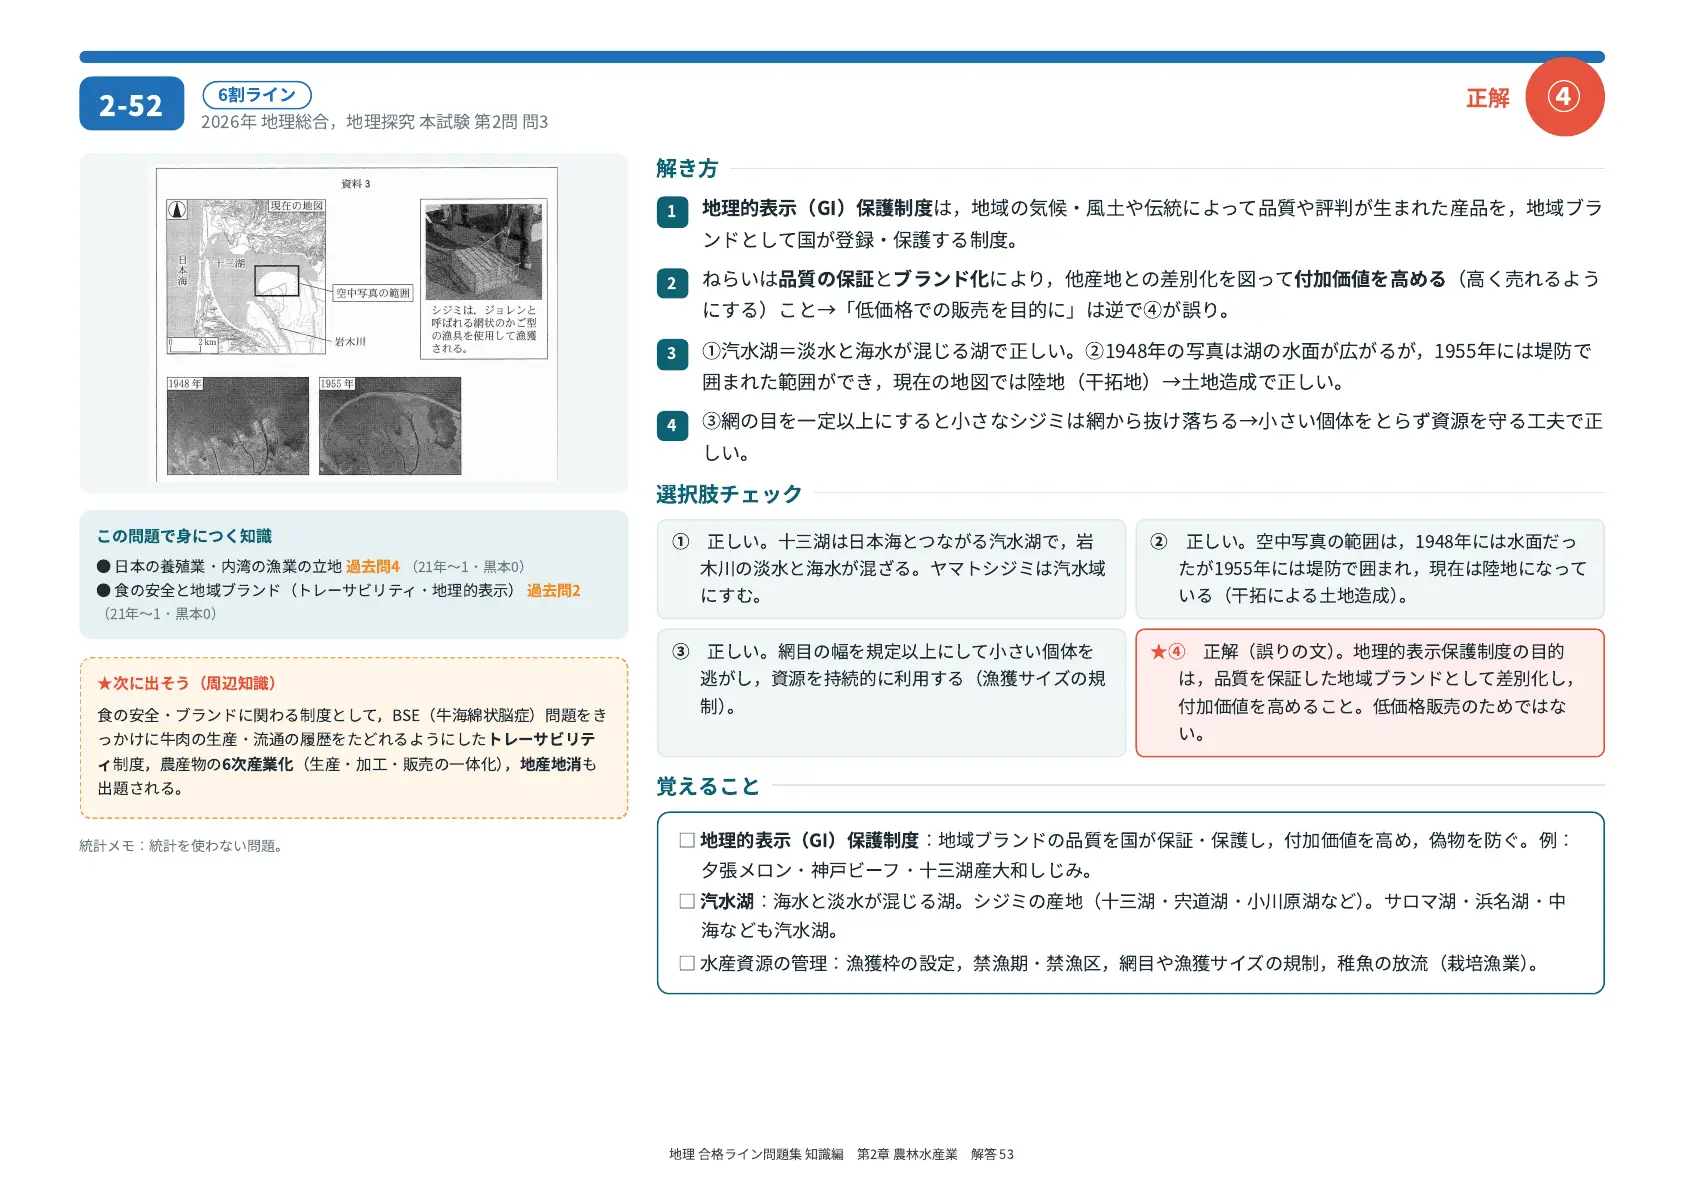 2-52
6割ライン
2026年 地理総合，地理探究 本試験 第2問 問3
正解 ④
資料 3
現在の地図
日本海
十三湖
空中写真の範囲
岩木川
0 2 km
シジミは，ジョレンと
呼ばれる網状のかご型
の漁具を使用して漁獲
される。
1948 年
1955 年
この問題で身につく知識
● 日本の養殖業・内湾の漁業の立地 過去問4 （21年〜1・黒本0）
● 食の安全と地域ブランド（トレーサビリティ・地理的表示） 過去問2
（21年〜1・黒本0）
★次に出そう（周辺知識）
食の安全・ブランドに関わる制度として，BSE（牛海綿状脳症）問題をき
っかけに牛肉の生産・流通の履歴をたどれるようにしたトレーサビリテ
ィ制度，農産物の6次産業化（生産・加工・販売の一体化），地産地消も
出題される。
統計メモ：統計を使わない問題。
解き方
1 地理的表示（GI）保護制度は，地域の気候・風土や伝統によって品質や評判が生まれた産品を，地域ブラ
ンドとして国が登録・保護する制度。
2 ねらいは品質の保証とブランド化により，他産地との差別化を図って付加価値を高める（高く売れるよう
にする）こと→「低価格での販売を目的に」は逆で④が誤り。
3 ①汽水湖＝淡水と海水が混じる湖で正しい。②1948年の写真は湖の水面が広がるが，1955年には堤防で
囲まれた範囲ができ，現在の地図では陸地（干拓地）→土地造成で正しい。
4 ③網の目を一定以上にすると小さなシジミは網から抜け落ちる→小さい個体をとらず資源を守る工夫で正
しい。
選択肢チェック
① 正しい。十三湖は日本海とつながる汽水湖で，岩
木川の淡水と海水が混ざる。ヤマトシジミは汽水域
にすむ。
② 正しい。空中写真の範囲は，1948年には水面だっ
たが1955年には堤防で囲まれ，現在は陸地になって
いる（干拓による土地造成）。
③ 正しい。網目の幅を規定以上にして小さい個体を
逃がし，資源を持続的に利用する（漁獲サイズの規
制）。
★④ 正解（誤りの文）。地理的表示保護制度の目的
は，品質を保証した地域ブランドとして差別化し，
付加価値を高めること。低価格販売のためではな
い。
覚えること
□ 地理的表示（GI）保護制度：地域ブランドの品質を国が保証・保護し，付加価値を高め，偽物を防ぐ。例：
夕張メロン・神戸ビーフ・十三湖産大和しじみ。
□ 汽水湖：海水と淡水が混じる湖。シジミの産地（十三湖・宍道湖・小川原湖など）。サロマ湖・浜名湖・中
海なども汽水湖。
□ 水産資源の管理：漁獲枠の設定，禁漁期・禁漁区，網目や漁獲サイズの規制，稚魚の放流（栽培漁業）。
地理 合格ライン問題集 知識編 第2章 農林水産業 解答 53